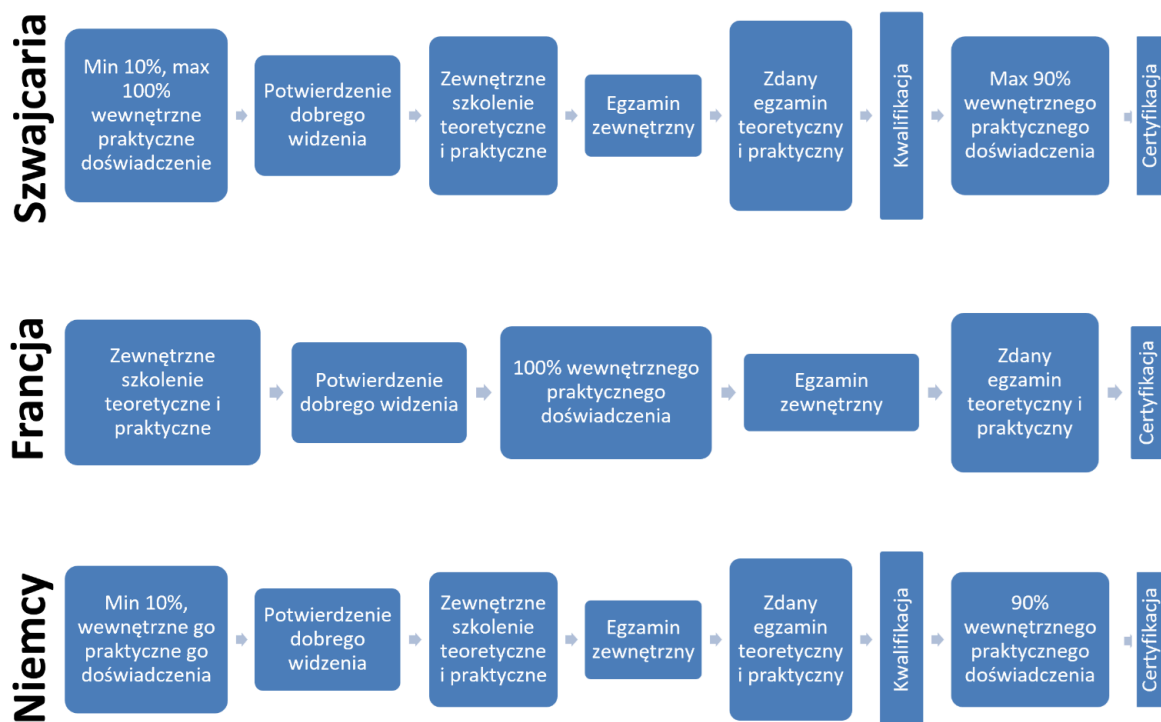 Szwajcaria
Min 10%, max
100%
wewnętrzne
praktyczne
doświadczenie
Potwierdzenie
dobrego
widzenia
Zewnętrzne
szkolenie
teoretyczne
i praktyczne
Egzamin
zewnętrzny
Zdany
egzamin
teoretyczny
i praktyczny
Kwalifikacja
Max 90%
wewnętrznego
praktycznego
doświadczenia
Certyfikacja
Francja
Zewnętrzne
szkolenie
teoretyczne i
praktyczne
Potwierdzenie
dobrego widzenia
100% wewnętrznego
praktycznego
doświadczenia
Egzamin
zewnętrzny
Zdany
egzamin
teoretyczny i
praktyczny
Certyfikacja
Niemcy
Min 10%,
wewnętrzne go
praktyczne go
doświadczenia
Potwierdzenie
dobrego
widzenia
Zewnętrzne
szkolenie
teoretyczne
i praktyczne
Egzamin
zewnętrzny
Zdany
egzamin
teoretyczny
i praktyczny
Kwalifikacja
90%
wewnętrznego
praktycznego
doświadczenia
Certyfikacja